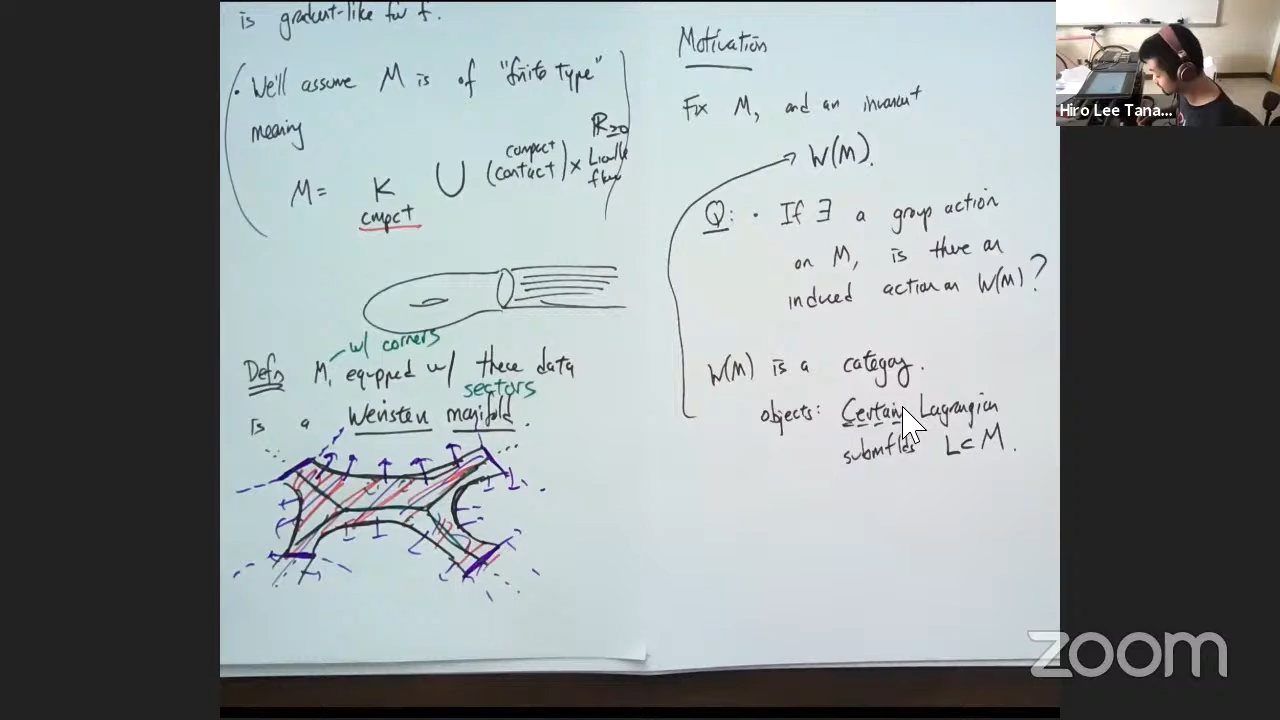 is gradient-like for f.
• We'll assume M is of "finite type"
meaning
M = K ∪ (compact contact) × R≥0 Liouville flow
cmpct
w/ corners
Defn M, equipped w/ these data
sectors
is a Weinstein manifold.
Motivation
Fix M, and an invariant
W(M).
Q: • If ∃ a group action
on M, is there an
induced action on W(M)?
W(M) is a category.
objects: Certain Lagrangian
submflds L ⊂ M.
Hiro Lee Tana...
zoom